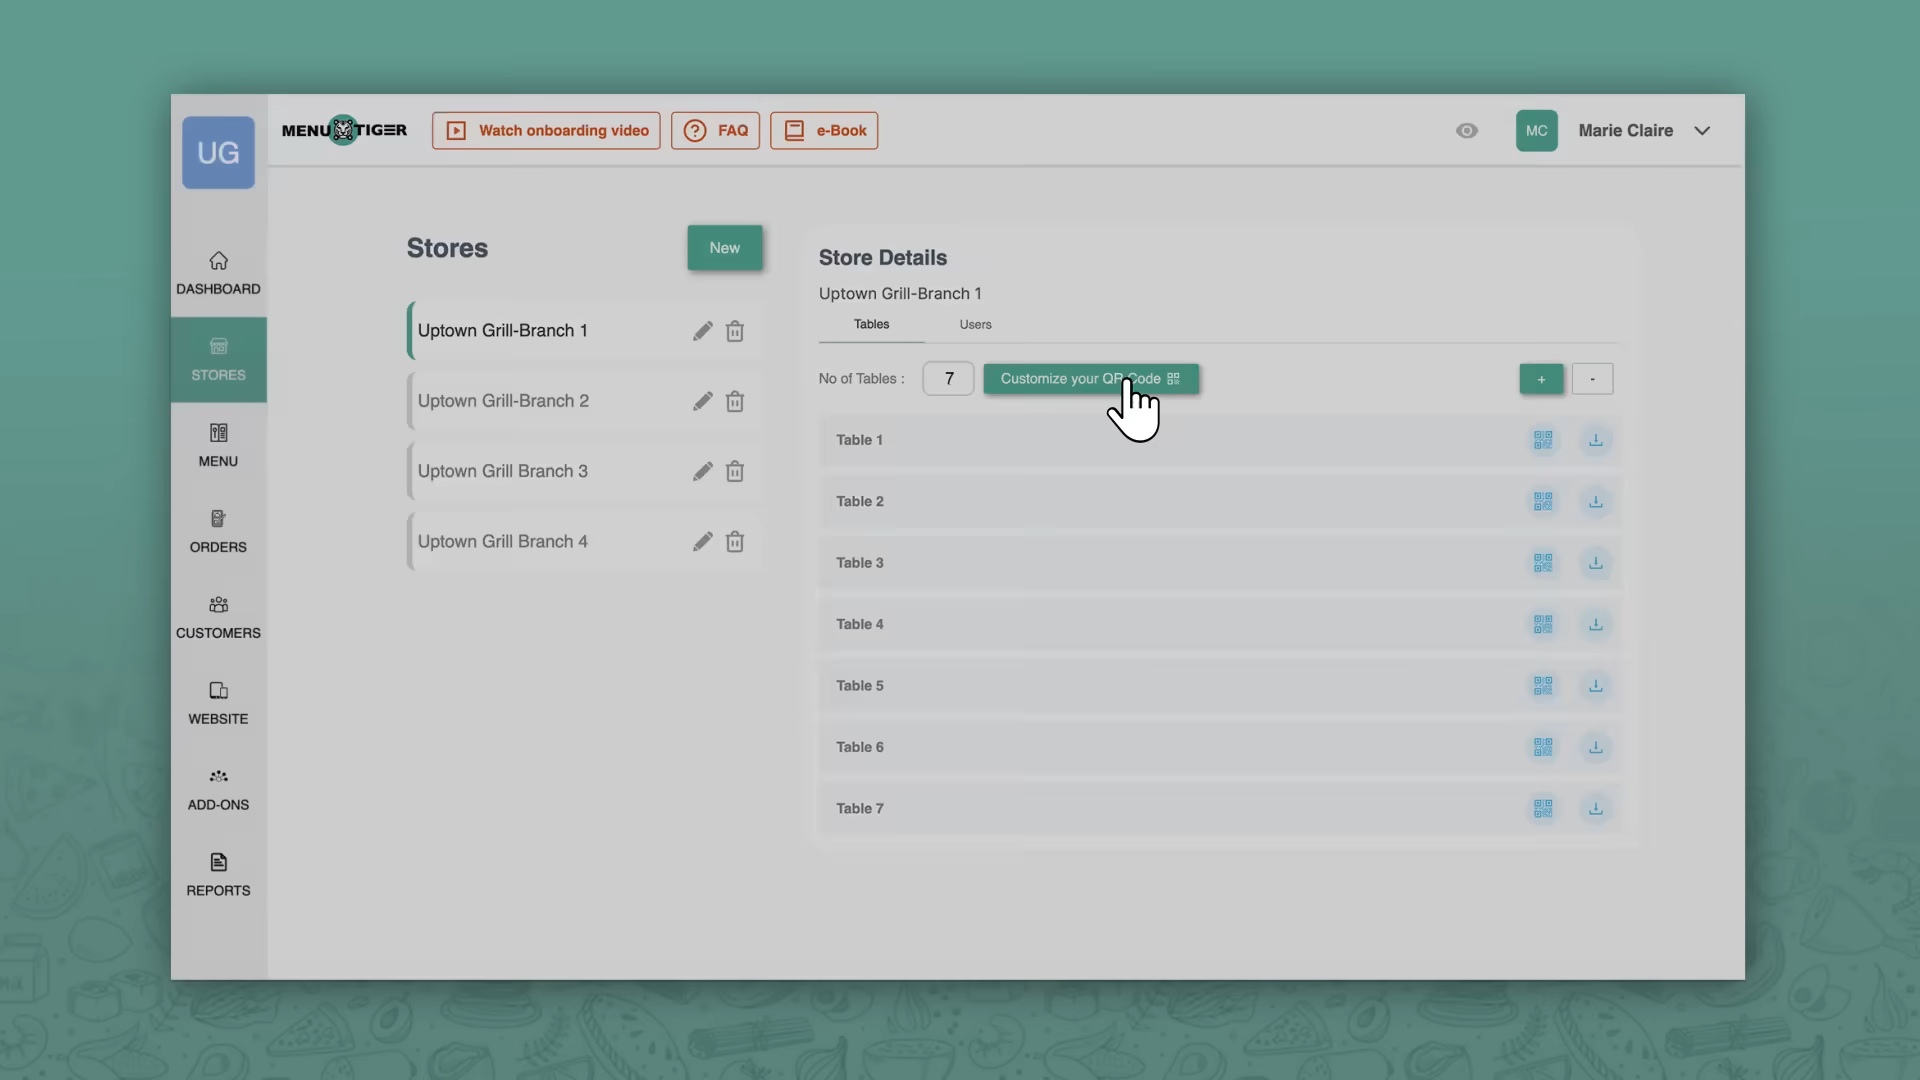 UG
MENU TIGER
Watch onboarding video
FAQ
e-Book
MC
Marie Claire
DASHBOARD
STORES
MENU
ORDERS
CUSTOMERS
WEBSITE
ADD-ONS
REPORTS
Stores
New
Uptown Grill-Branch 1
Uptown Grill-Branch 2
Uptown Grill Branch 3
Uptown Grill Branch 4
Store Details
Uptown Grill-Branch 1
Tables
Users
No of Tables :
7
Customize your QR Code
+
-
Table 1
Table 2
Table 3
Table 4
Table 5
Table 6
Table 7